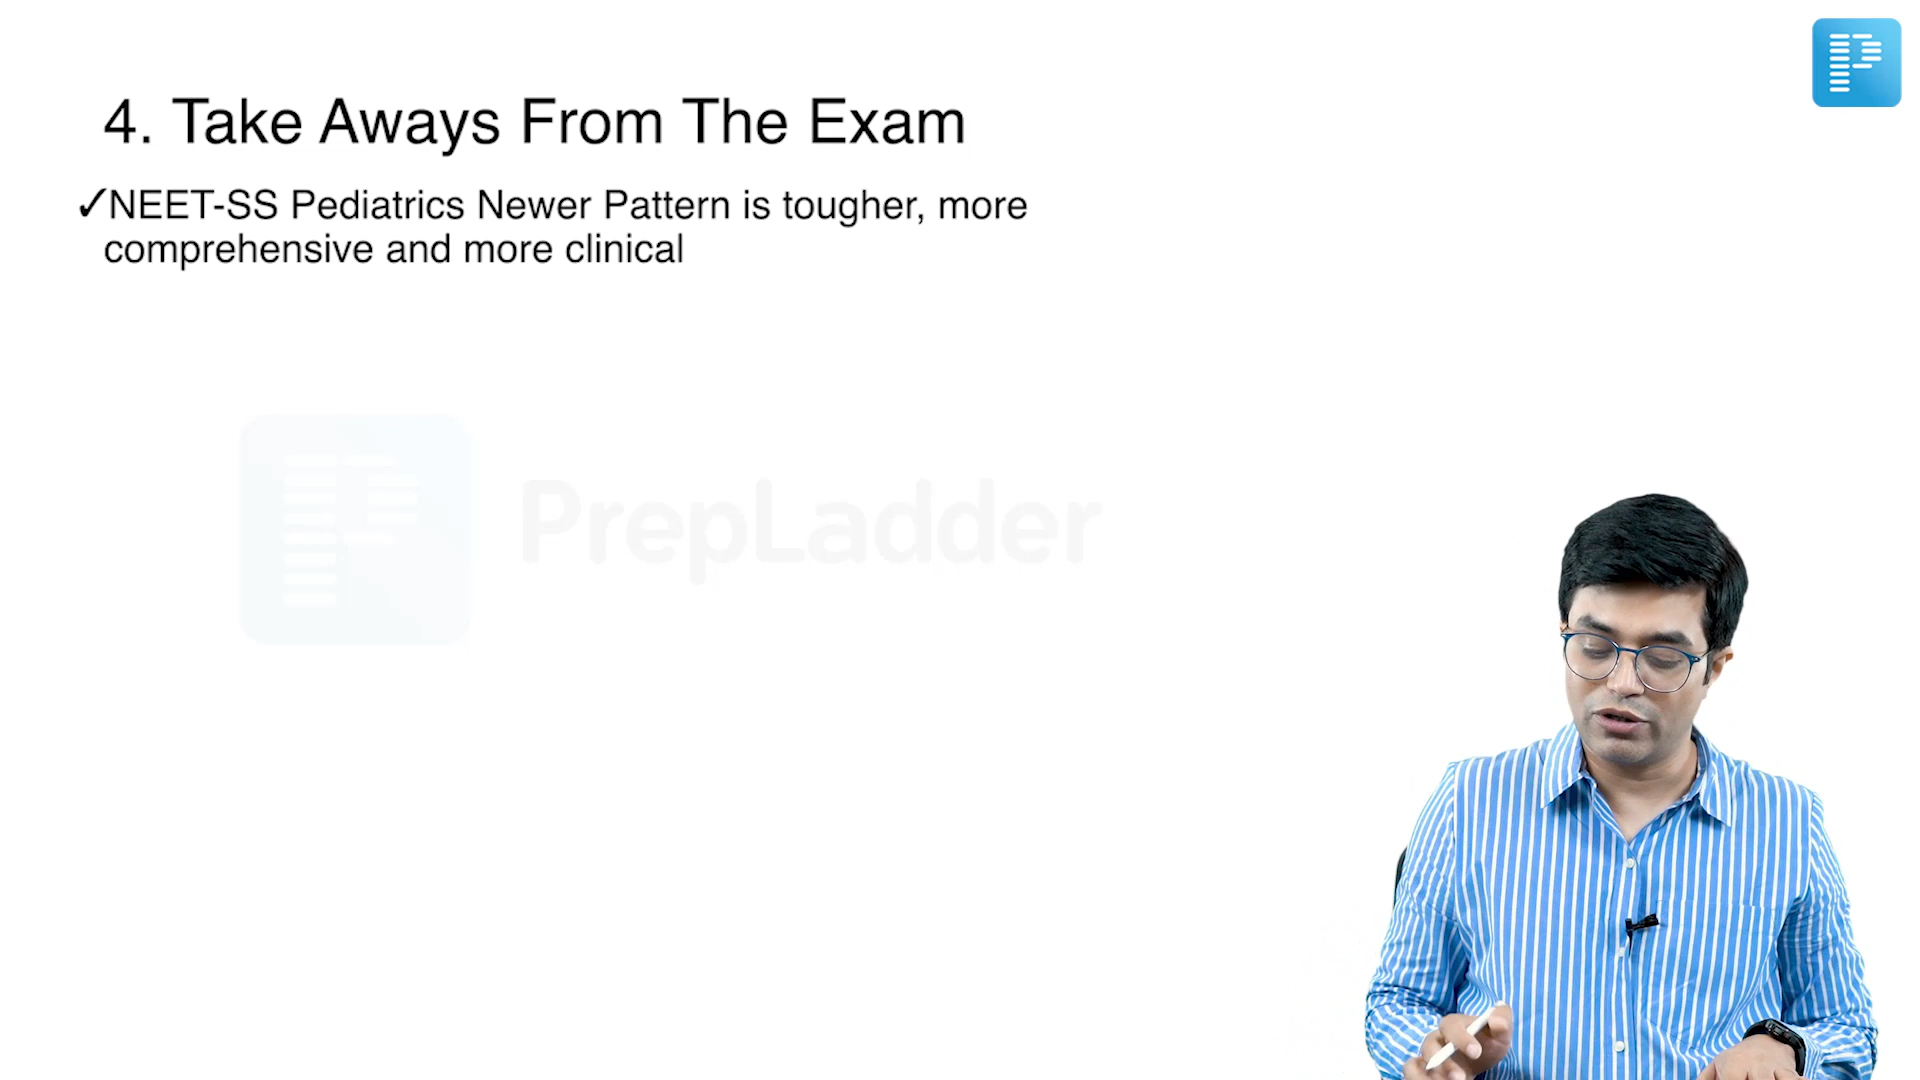 4. Take Aways From The Exam
✓NEET-SS Pediatrics Newer Pattern is tougher, more
comprehensive and more clinical
PrepLadder